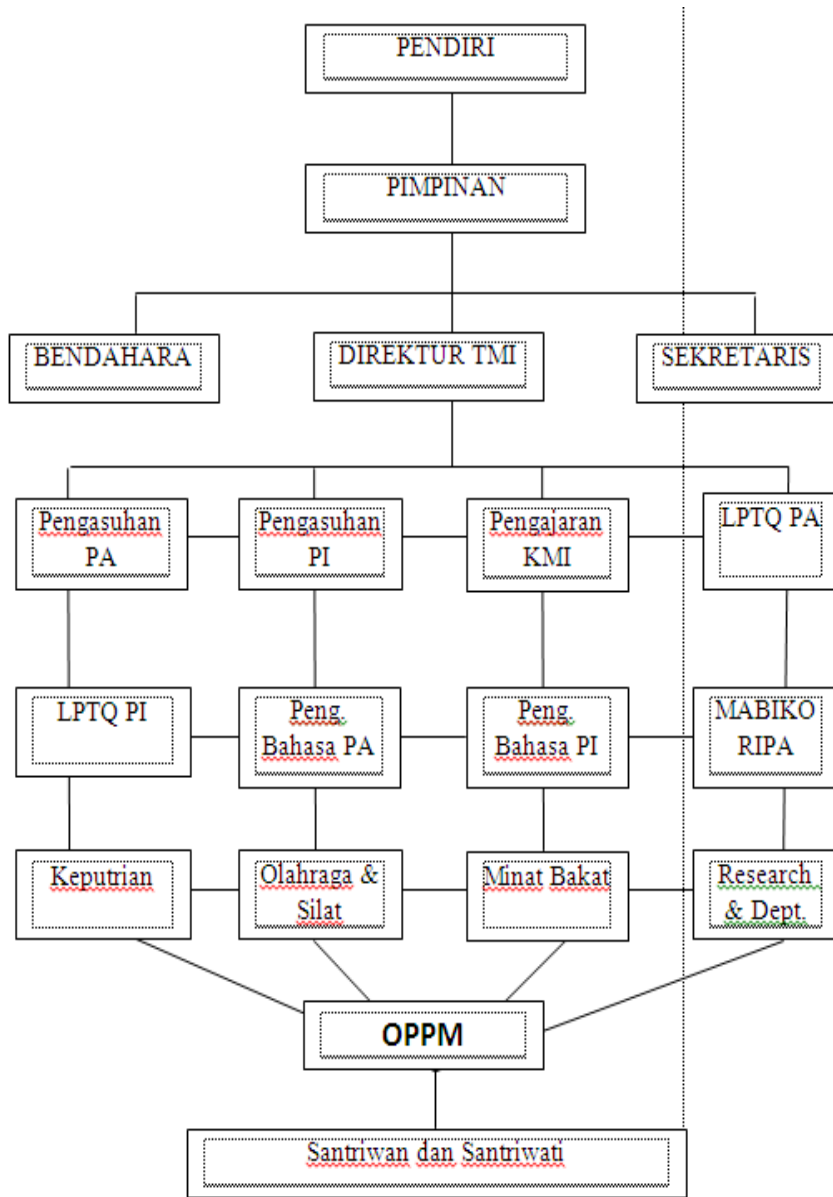 PENDIRI
PIMPINAN
BENDAHARA
DIREKTUR TMI
SEKRETARIS
Pengasuhan
PA
Pengasuhan
PI
Pengajaran
KMI
LPTQ PA
LPTQ PI
Peng.
Bahasa PA
Peng.
Bahasa PI
MABIKO
RIPA
Keputrian
Olahraga &
Silat
Minat Bakat
Research
& Dept.
OPPM
Santriwan dan Santriwati